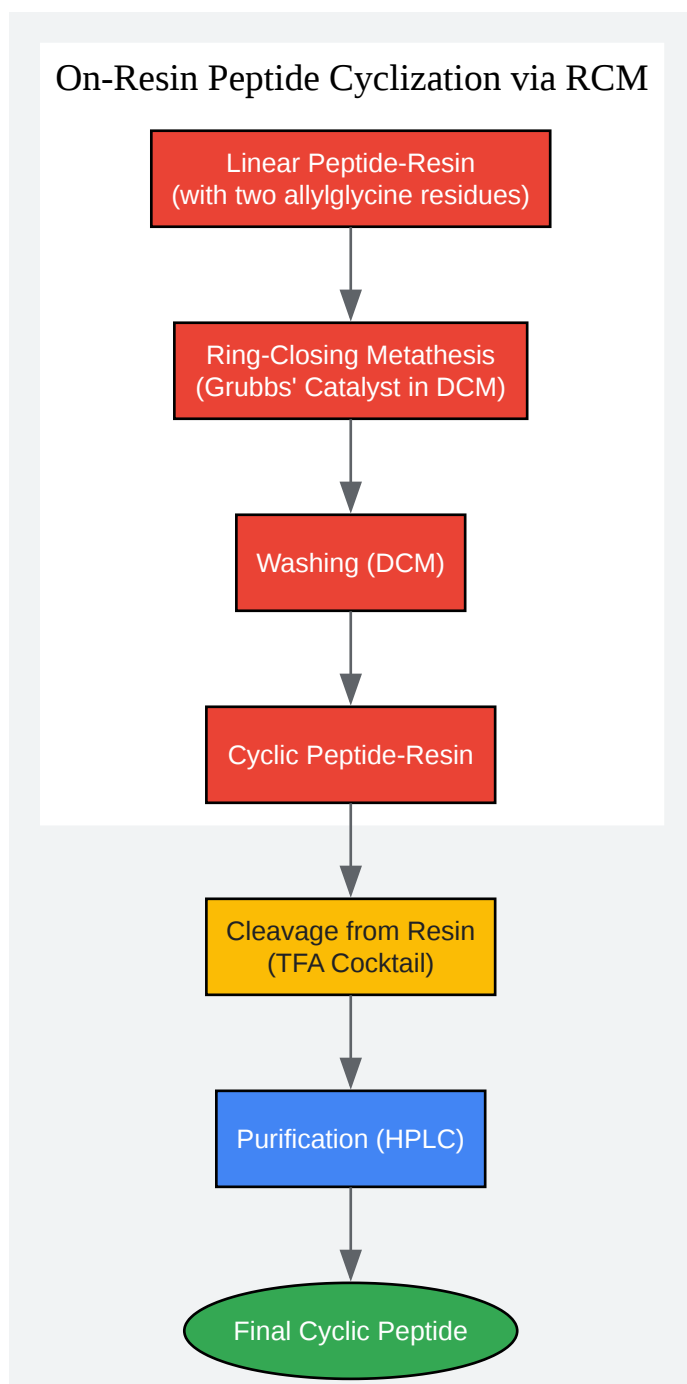 On-Resin Peptide Cyclization via RCM
Linear Peptide-Resin
(with two allylglycine residues)
Ring-Closing Metathesis
(Grubbs' Catalyst in DCM)
Washing (DCM)
Cyclic Peptide-Resin
Cleavage from Resin
(TFA Cocktail)
Purification (HPLC)
Final Cyclic Peptide